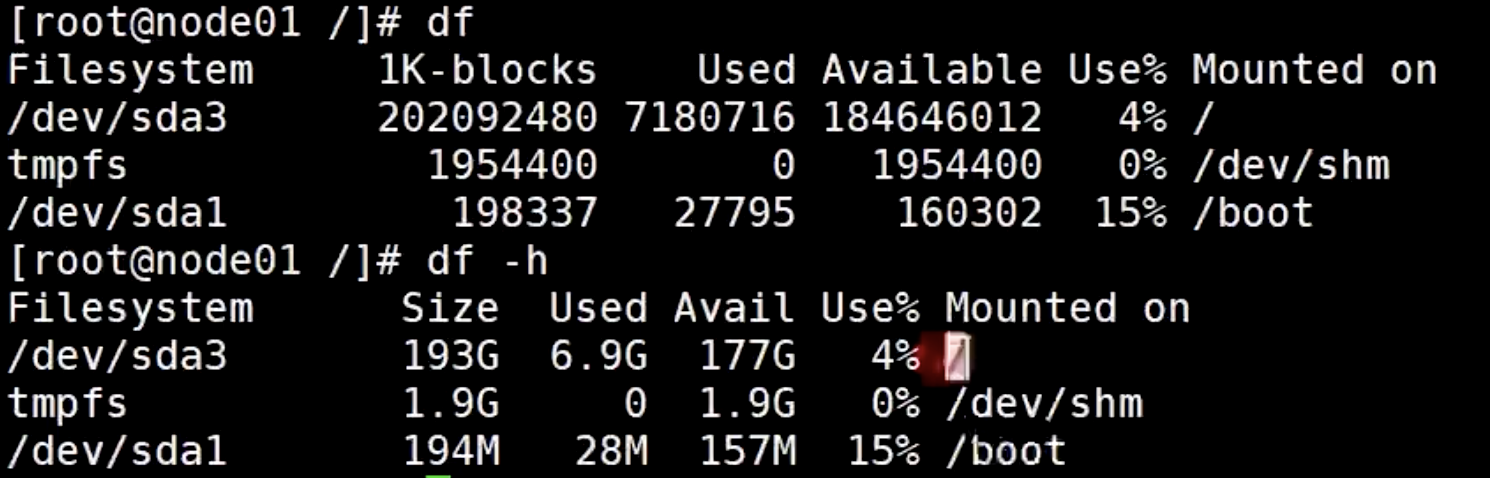 [root@node01 /]# df
Filesystem 1K-blocks Used Available Use% Mounted on
/dev/sda3 202092480 7180716 184646012 4% /
tmpfs 1954400 0 1954400 0% /dev/shm
/dev/sda1 198337 27795 160302 15% /boot
[root@node01 /]# df -h
Filesystem Size Used Avail Use% Mounted on
/dev/sda3 193G 6.9G 177G 4% /
tmpfs 1.9G 0 1.9G 0% /dev/shm
/dev/sda1 194M 28M 157M 15% /boot